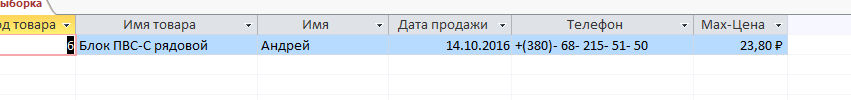 ыборка
од товара Имя товара Имя Дата продажи Телефон Max-Цена
6 Блок ПВС-С рядовой Андрей 14.10.2016 +(380)- 68- 215- 51- 50 23,80 ₽